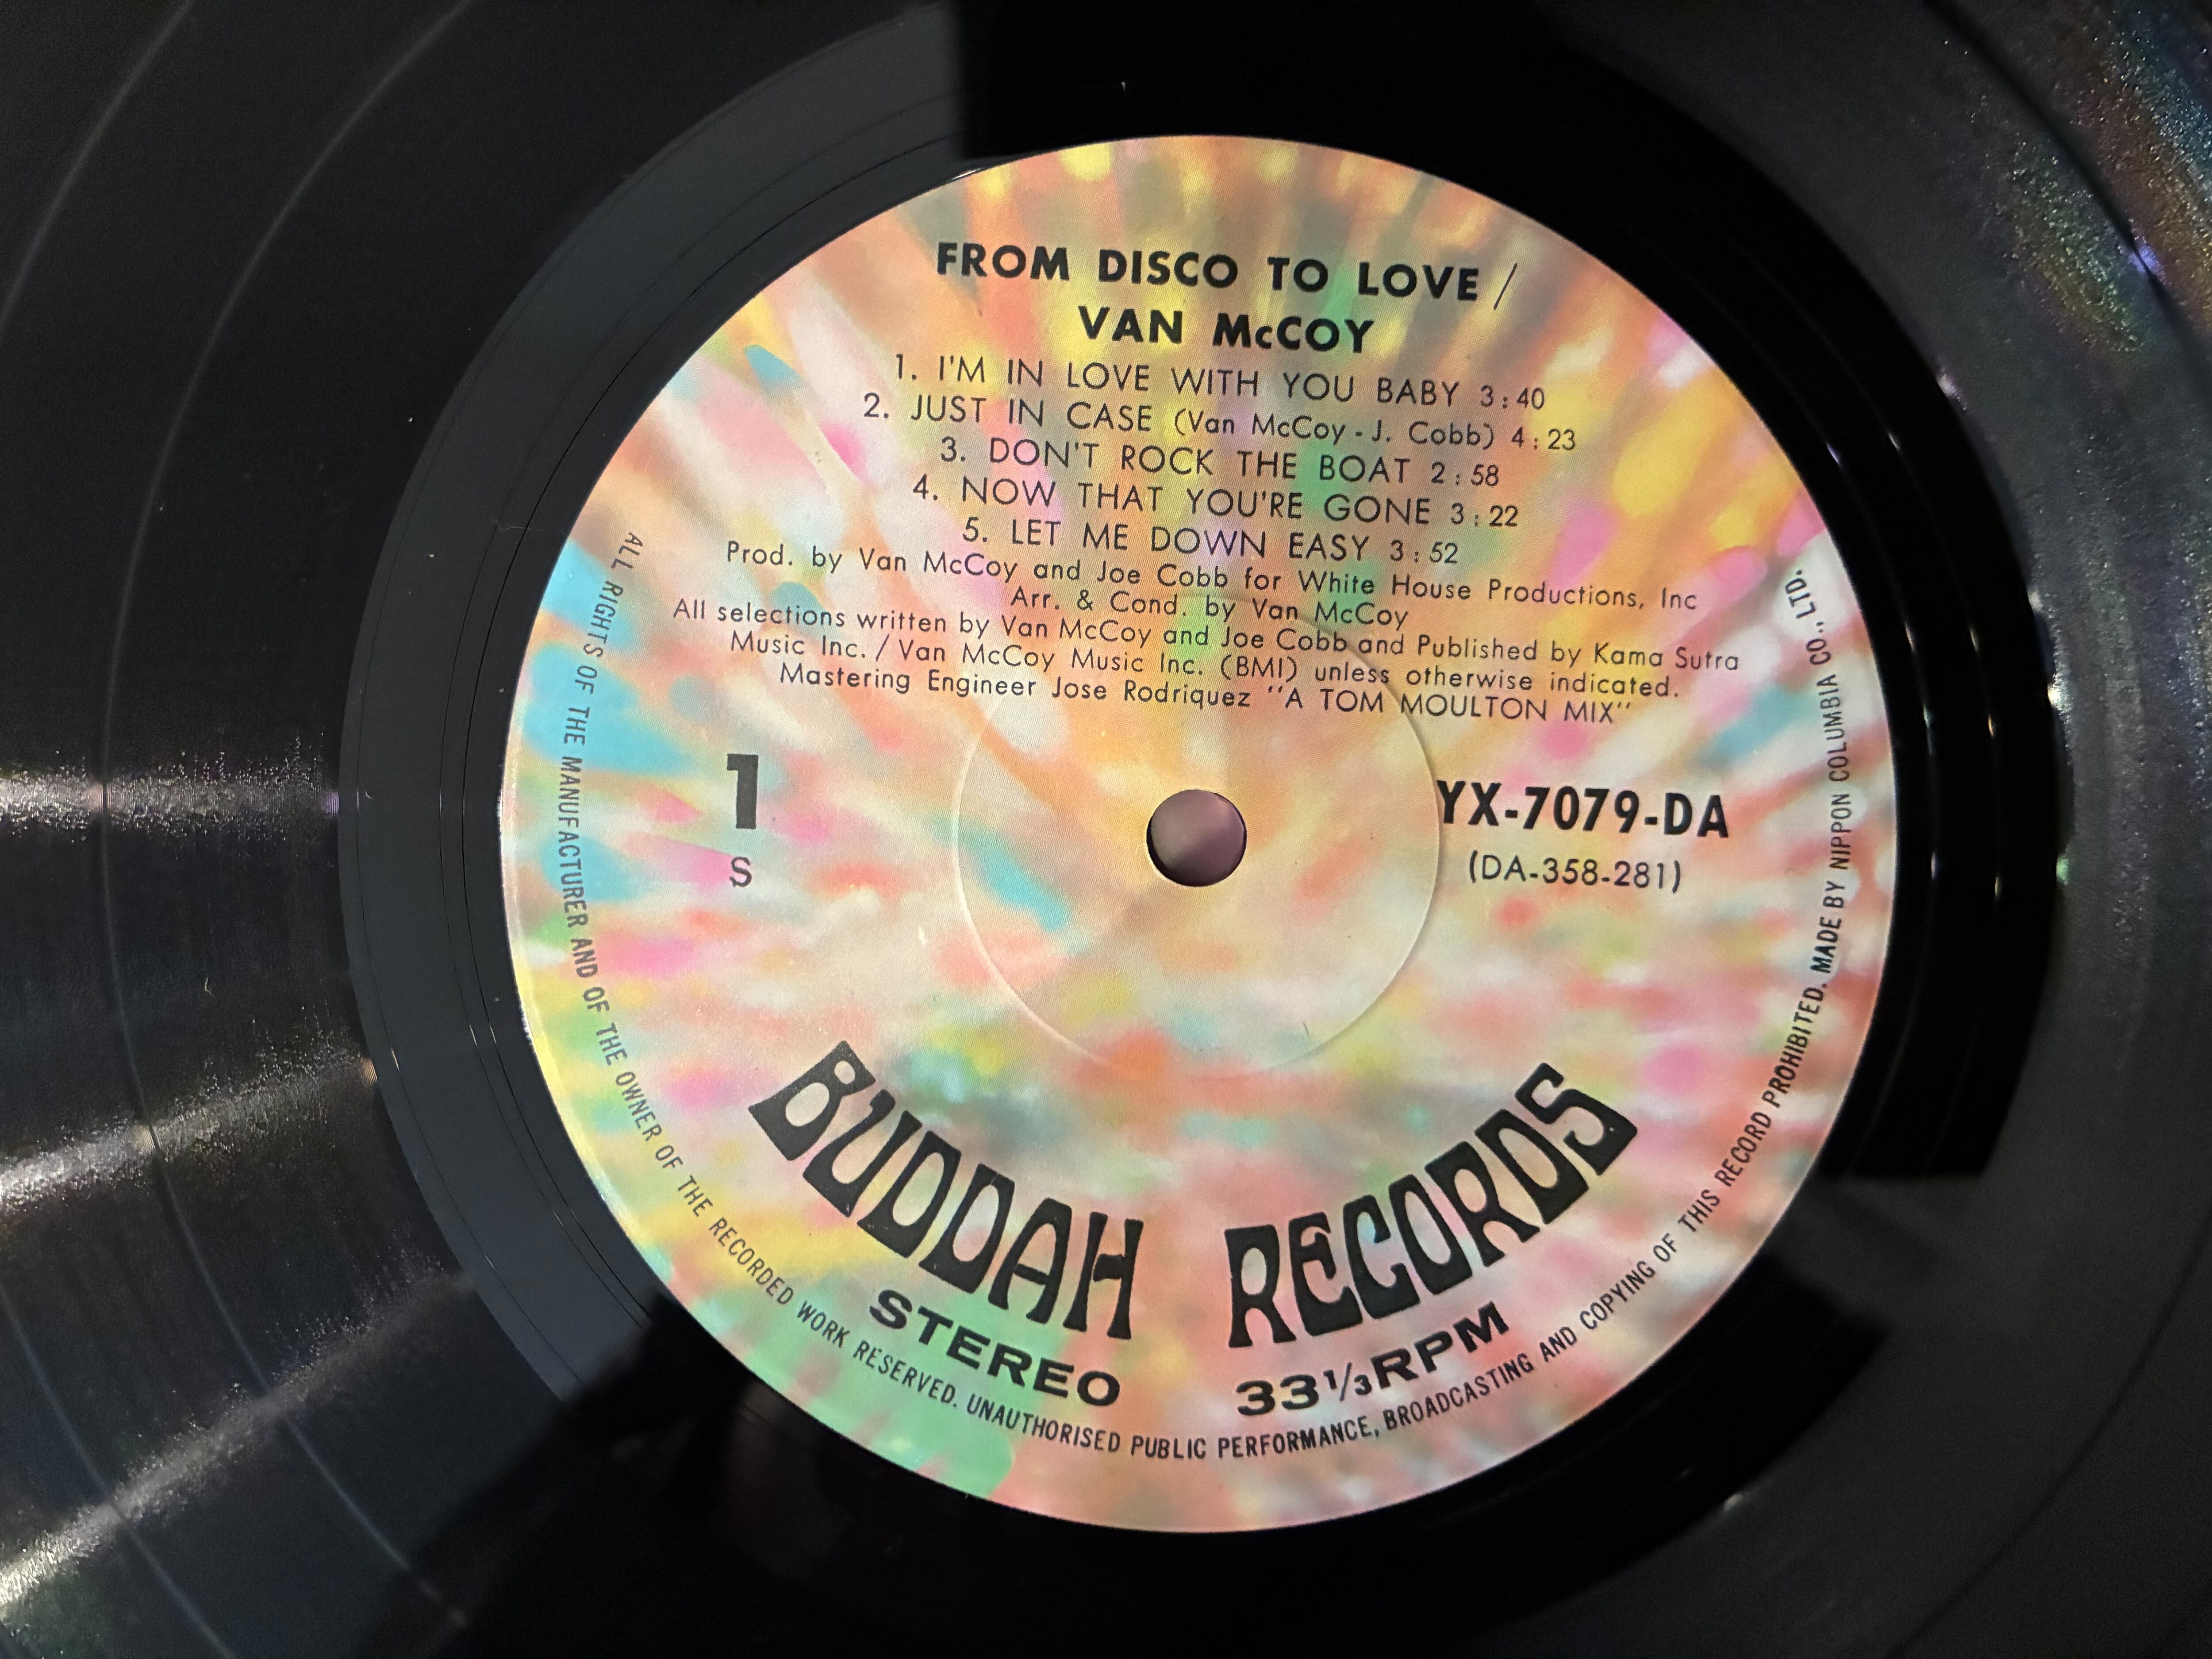 FROM DISCO TO LOVE /
VAN McCOY
1. I'M IN LOVE WITH YOU BABY 3:40
2. JUST IN CASE (Van McCoy - J. Cobb) 4:23
3. DON'T ROCK THE BOAT 2:58
4. NOW THAT YOU'RE GONE 3:22
5. LET ME DOWN EASY 3:52
Prod. by Van McCoy and Joe Cobb for White House Productions, Inc
Arr. & Cond. by Van McCoy
All selections written by Van McCoy and Joe Cobb and Published by Kama Sutra
Music Inc. / Van McCoy Music Inc. (BMI) unless otherwise indicated.
Mastering Engineer Jose Rodriquez "A TOM MOULTON MIX"
1
S
YX-7079-DA
(DA-358-281)
BUDDAH RECORDS
STEREO 33 1/3 RPM
ALL RIGHTS OF THE MANUFACTURER AND OF THE OWNER OF THE RECORDED WORK RESERVED. UNAUTHORISED PUBLIC PERFORMANCE, BROADCASTING AND COPYING OF THIS RECORD PROHIBITED. MADE BY NIPPON COLUMBIA CO., LTD.